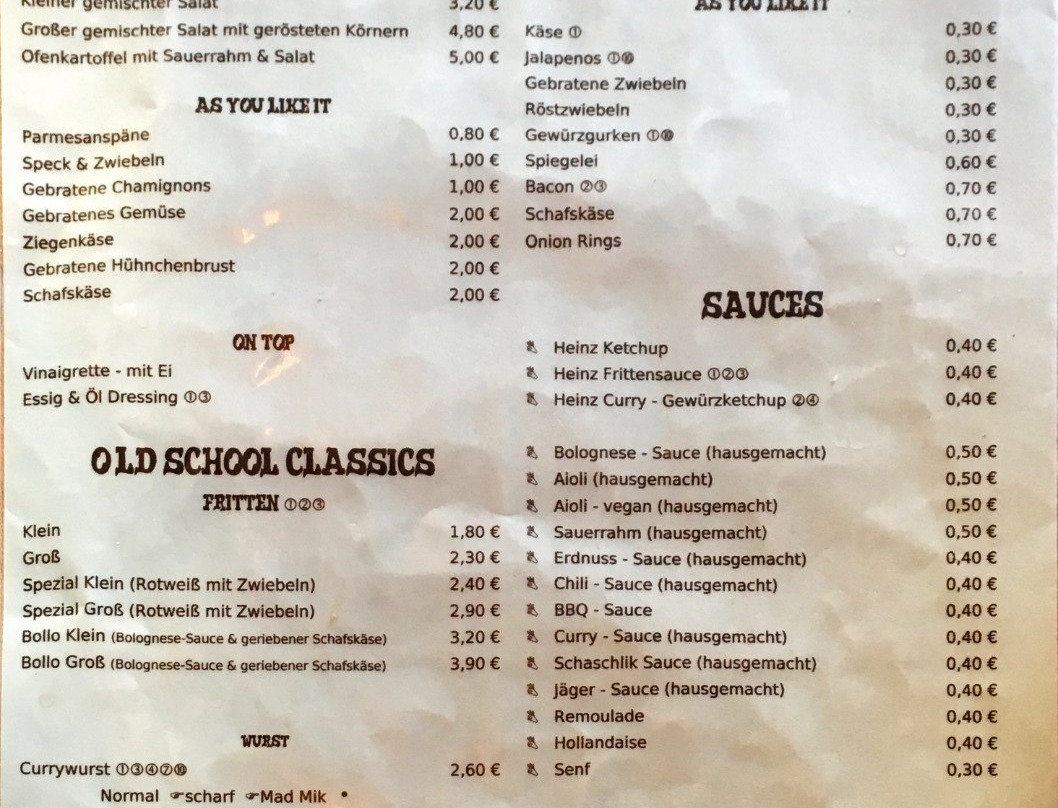 Kleiner gemischter Salat 3,20 €
Großer gemischter Salat mit gerösteten Körnern 4,80 €
Ofenkartoffel mit Sauerrahm & Salat 5,00 €
AS YOU LIKE IT
Parmesanspäne 0,80 €
Speck & Zwiebeln 1,00 €
Gebratene Chamignons 1,00 €
Gebratenes Gemüse 2,00 €
Ziegenkäse 2,00 €
Gebratene Hühnchenbrust 2,00 €
Schafskäse 2,00 €
ON TOP
Vinaigrette - mit Ei
Essig & Öl Dressing ①③
OLD SCHOOL CLASSICS
FRITTEN ①②③
Klein 1,80 €
Groß 2,30 €
Spezial Klein (Rotweiß mit Zwiebeln) 2,40 €
Spezial Groß (Rotweiß mit Zwiebeln) 2,90 €
Bollo Klein (Bolognese-Sauce & geriebener Schafskäse) 3,20 €
Bollo Groß (Bolognese-Sauce & geriebener Schafskäse) 3,90 €
WURST
Currywurst ①③④⑦⑩ 2,60 €
Normal ☞scharf ☞Mad Mik *
AS YOU LIKE IT
Käse ① 0,30 €
Jalapenos ①⑩ 0,30 €
Gebratene Zwiebeln 0,30 €
Röstzwiebeln 0,30 €
Gewürzgurken ①⑩ 0,30 €
Spiegelei 0,60 €
Bacon ②③ 0,70 €
Schafskäse 0,70 €
Onion Rings 0,70 €
SAUCES
Heinz Ketchup 0,40 €
Heinz Frittensauce ①②③ 0,40 €
Heinz Curry - Gewürzketchup ②④ 0,40 €
Bolognese - Sauce (hausgemacht) 0,50 €
Aioli (hausgemacht) 0,50 €
Aioli - vegan (hausgemacht) 0,50 €
Sauerrahm (hausgemacht) 0,50 €
Erdnuss - Sauce (hausgemacht) 0,40 €
Chili - Sauce (hausgemacht) 0,40 €
BBQ - Sauce 0,40 €
Curry - Sauce (hausgemacht) 0,40 €
Schaschlik Sauce (hausgemacht) 0,40 €
Jäger - Sauce (hausgemacht) 0,40 €
Remoulade 0,40 €
Hollandaise 0,40 €
Senf 0,30 €